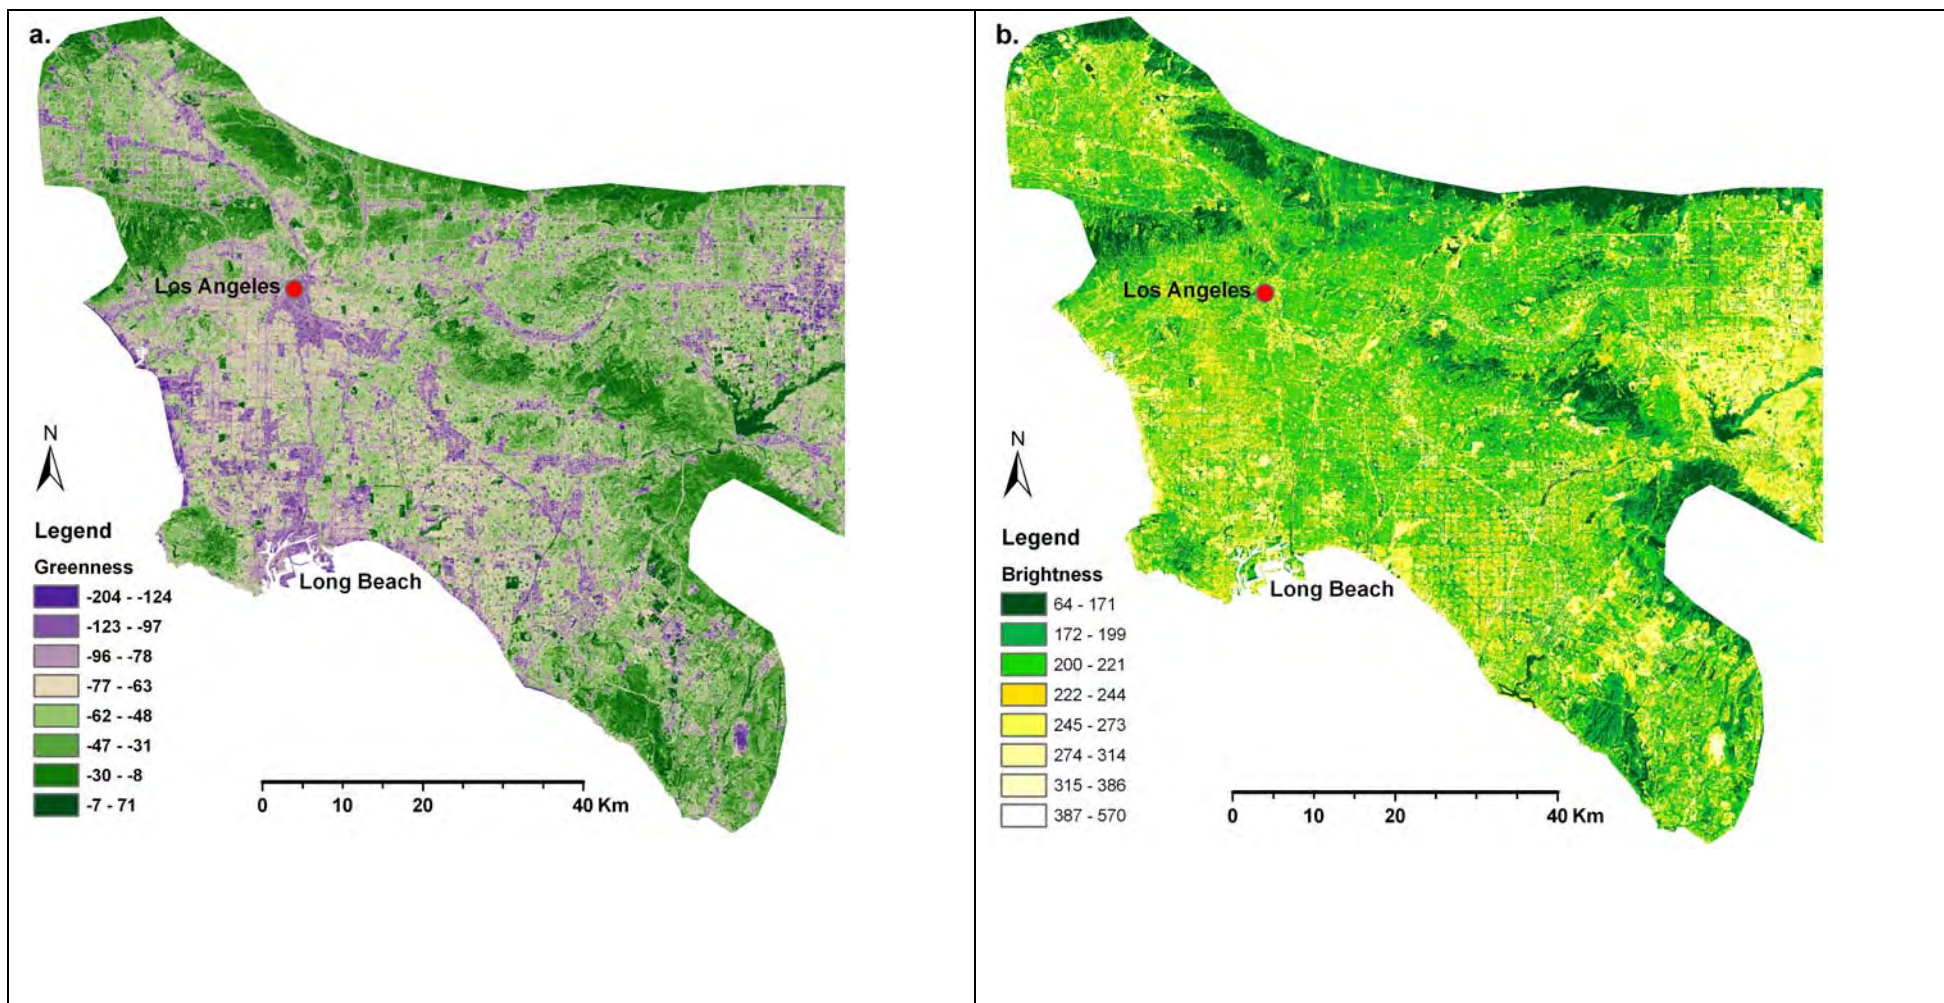 a.
Los Angeles
N
Long Beach
Legend
Greenness
-204 - -124
-123 - -97
-96 - -78
-77 - -63
-62 - -48
-47 - -31
-30 - -8
-7 - 71
0 10 20 40 Km
b.
Los Angeles
N
Long Beach
Legend
Brightness
64 - 171
172 - 199
200 - 221
222 - 244
245 - 273
274 - 314
315 - 386
387 - 570
0 10 20 40 Km